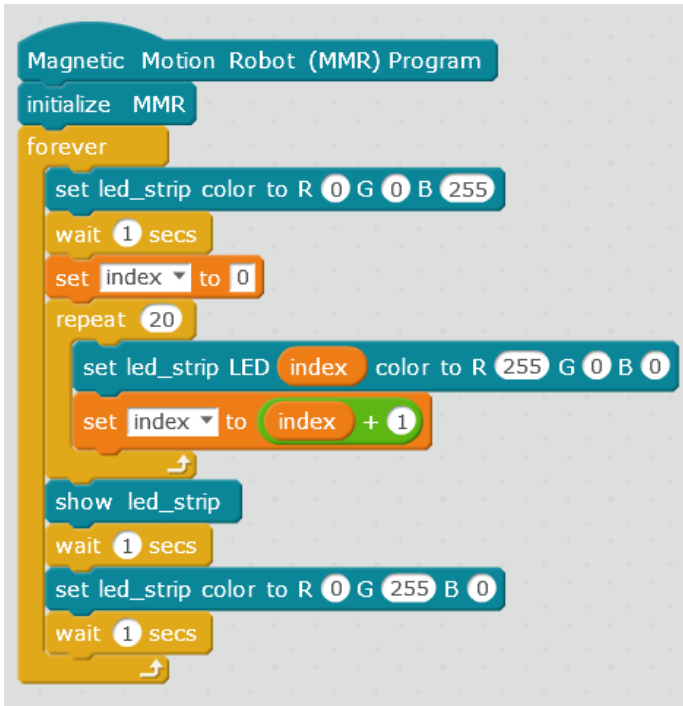 Magnetic Motion Robot (MMR) Program
initialize MMR
forever
set led_strip color to R 0 G 0 B 255
wait 1 secs
set index to 0
repeat 20
set led_strip LED index color to R 255 G 0 B 0
set index to index + 1
show led_strip
wait 1 secs
set led_strip color to R 0 G 255 B 0
wait 1 secs